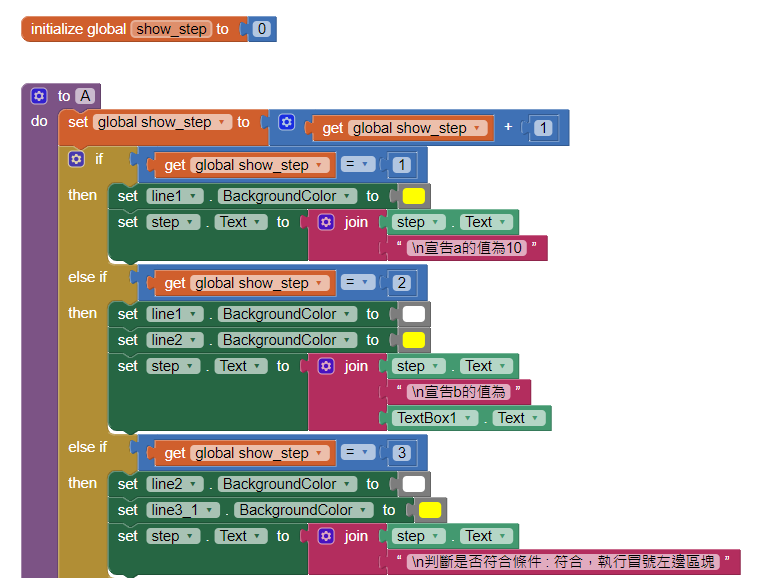 initialize global show_step to 0
to A
do set global show_step to get global show_step + 1
if get global show_step = 1
then set line1 . BackgroundColor to
set step . Text to join step . Text
“ \n宣告a的值為10 ”
else if get global show_step = 2
then set line1 . BackgroundColor to
set line2 . BackgroundColor to
set step . Text to join step . Text
“ \n宣告b的值為 ”
TextBox1 . Text
else if get global show_step = 3
then set line2 . BackgroundColor to
set line3_1 . BackgroundColor to
set step . Text to join step . Text
“ \n判斷是否符合條件 : 符合，執行冒號左邊區塊 ”